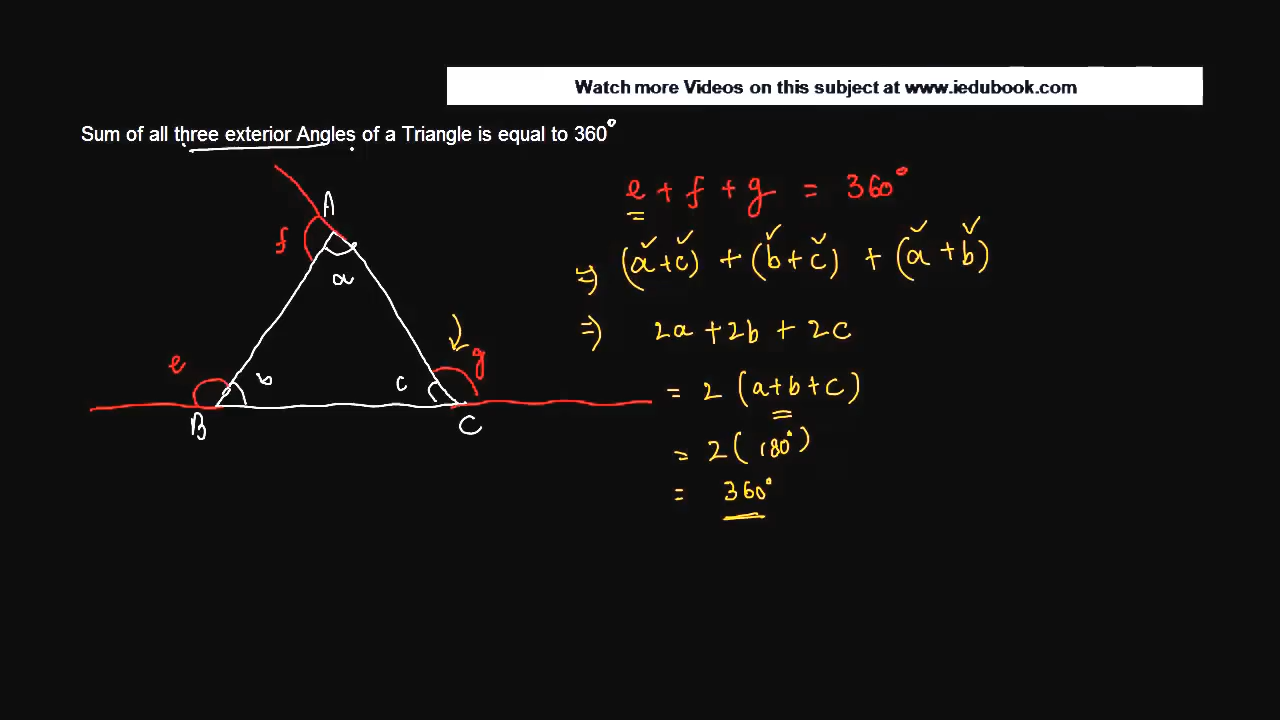 Watch more Videos on this subject at www.iedubook.com
Sum of all three exterior Angles of a Triangle is equal to 360°
e + f + g = 360°
A
f
⇒ (a+c) + (b+c) + (a+b)
a
⇒ 2a + 2b + 2c
e
g
b
c
= 2 (a+b+c)
B
C
= 2(180°)
= 360°